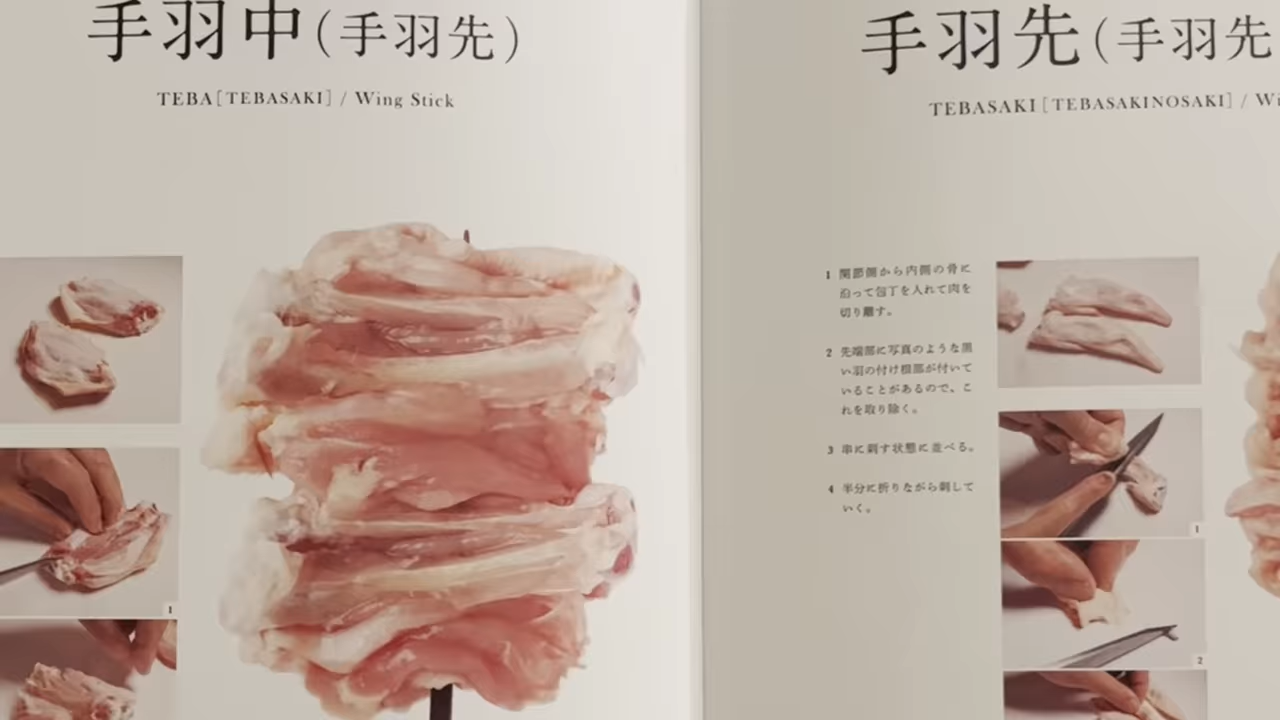 手羽中(手羽先)
TEBA[TEBASAKI] / Wing Stick
1
手羽先(手羽先
TEBASAKI[TEBASAKINOSAKI] / Wi
1 関節側から内側の骨に
沿って包丁を入れて肉を
切り離す。
2 先端部に写真のような黒
い羽の付け根部が付いて
いることがあるので、こ
れを取り除く。
3 串に刺す状態に並べる。
4 半分に折りながら刺して
いく。
1
2